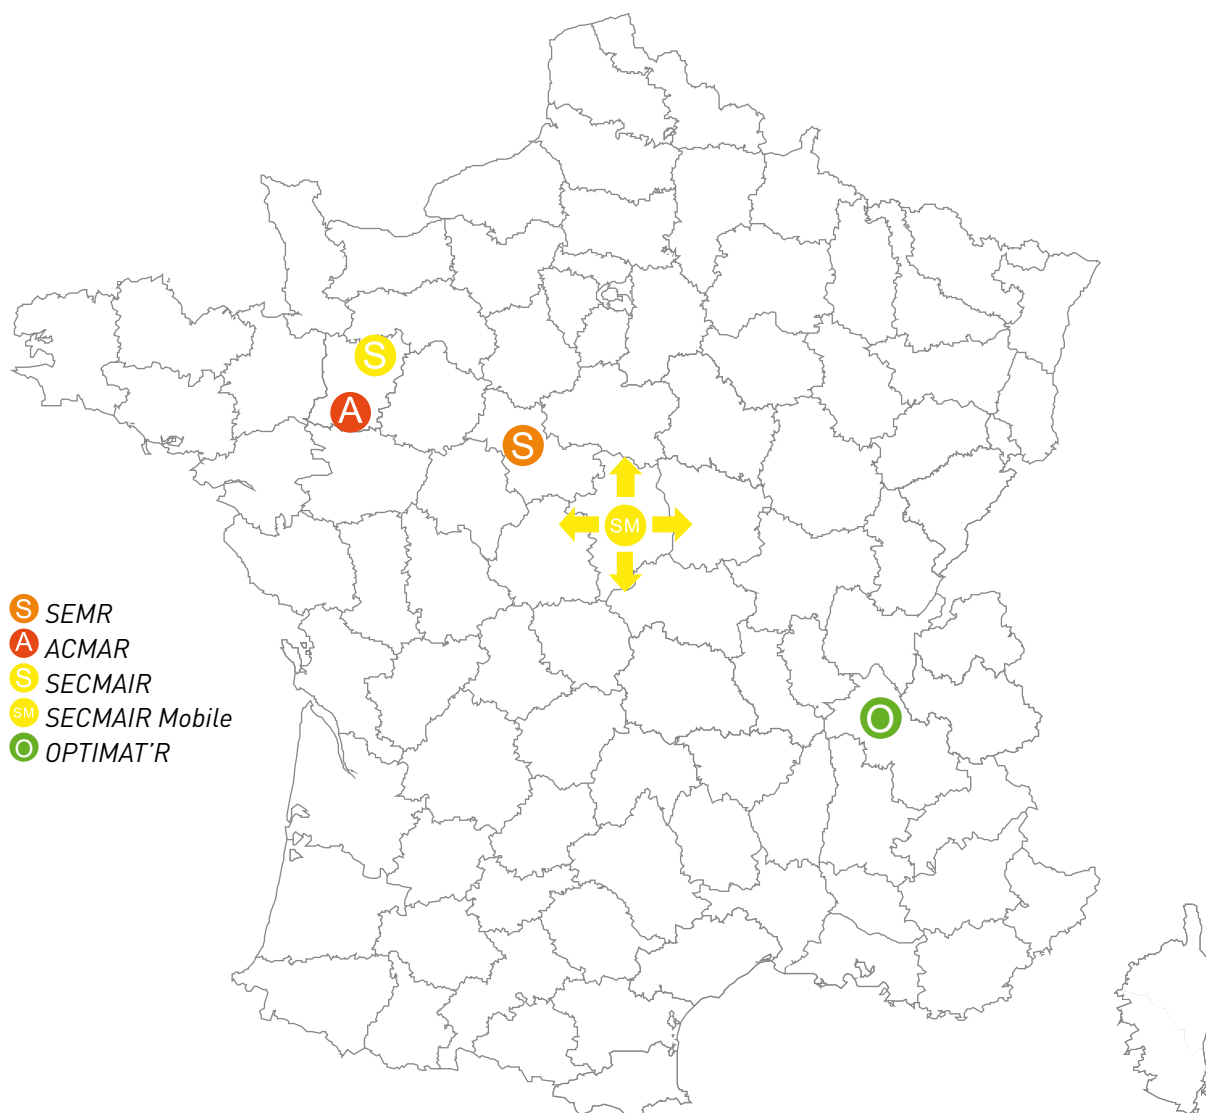 S
A
S
SM
S SEMR
A ACMAR
S SECMAIR
SM SECMAIR Mobile
O OPTIMAT'R
O